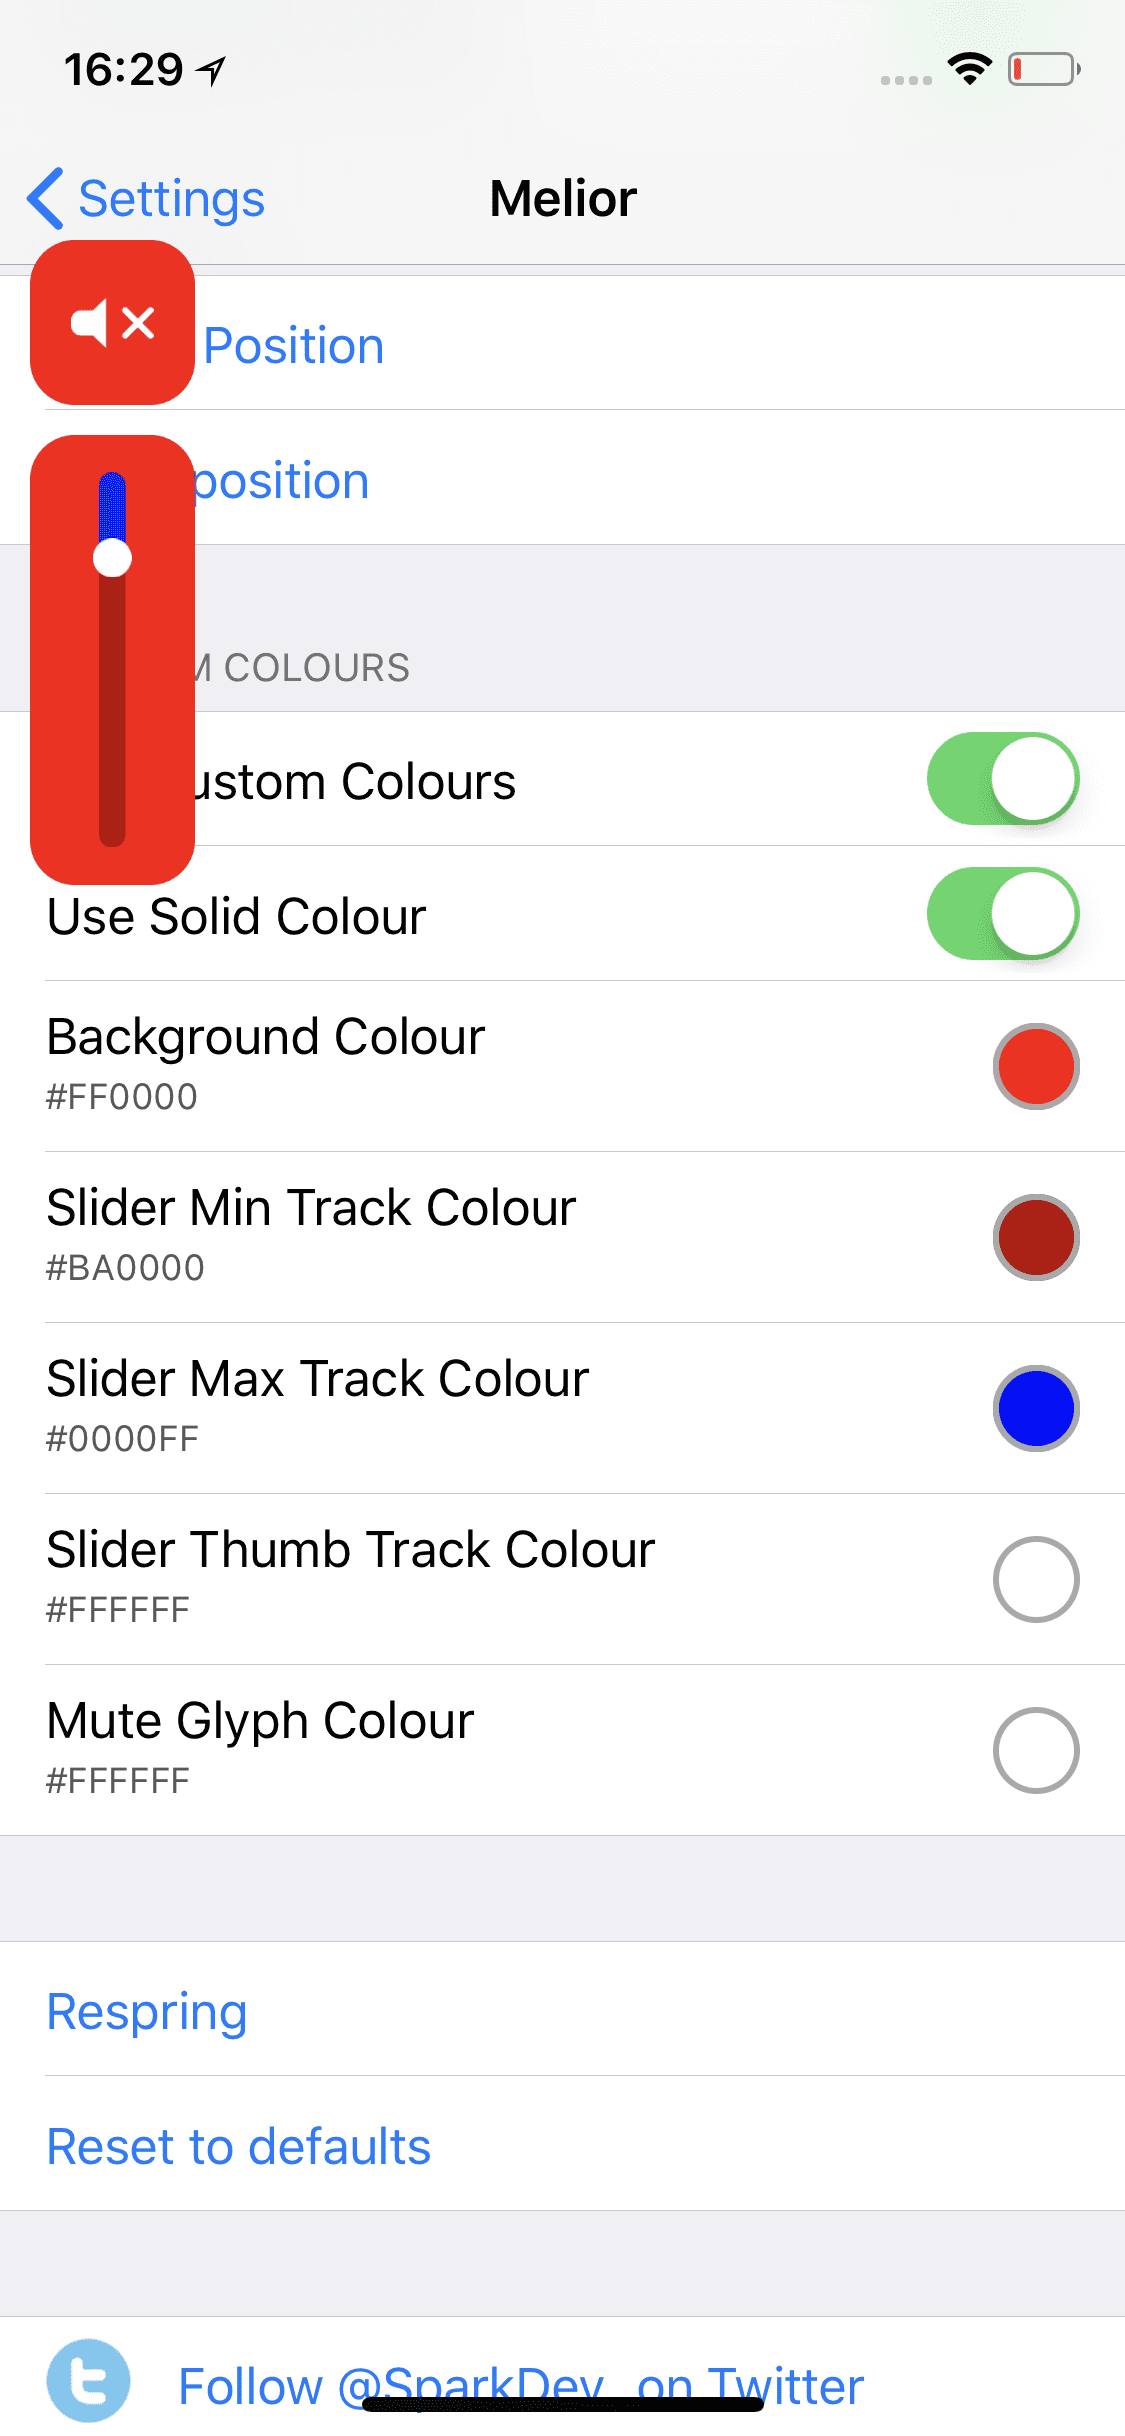 16:29
Settings
Melior
Position
position
COLOURS
Custom Colours
Use Solid Colour
Background Colour
#FF0000
Slider Min Track Colour
#BA0000
Slider Max Track Colour
#0000FF
Slider Thumb Track Colour
#FFFFFF
Mute Glyph Colour
#FFFFFF
Respring
Reset to defaults
Follow @SparkDev_ on Twitter